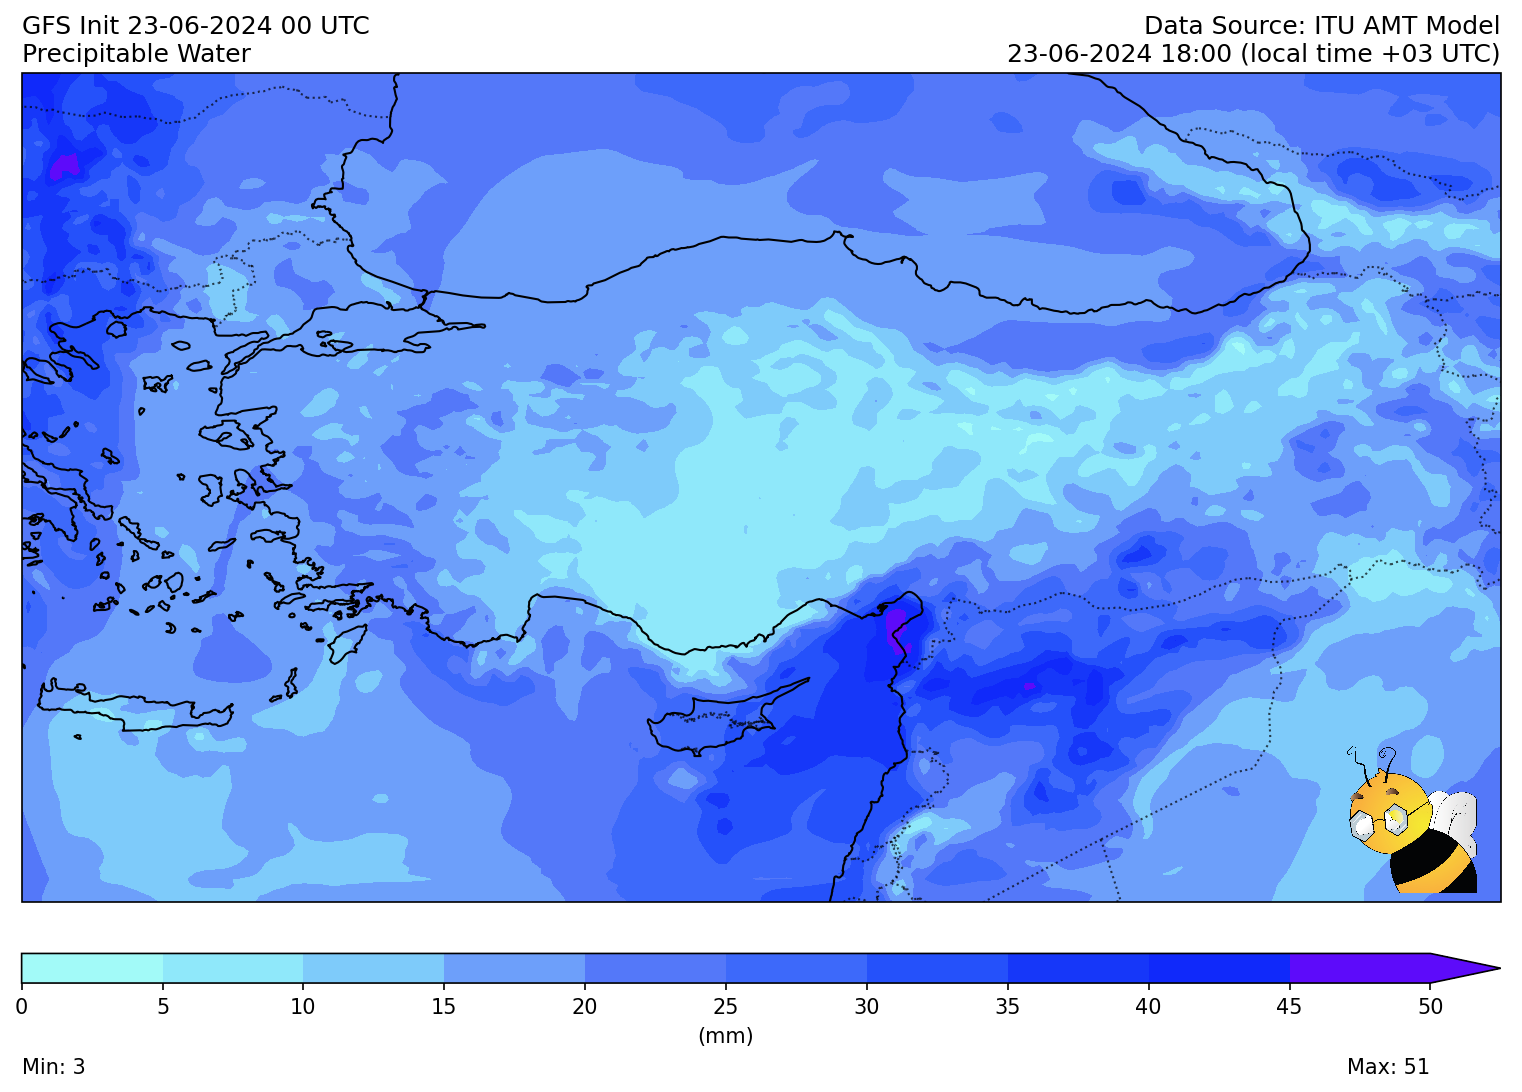 GFS Init 23-06-2024 00 UTC
Data Source: ITU AMT Model
Precipitable Water
23-06-2024 18:00 (local time +03 UTC)
0 5 10 15 20 25 30 35 40 45 50
(mm)
Min: 3
Max: 51